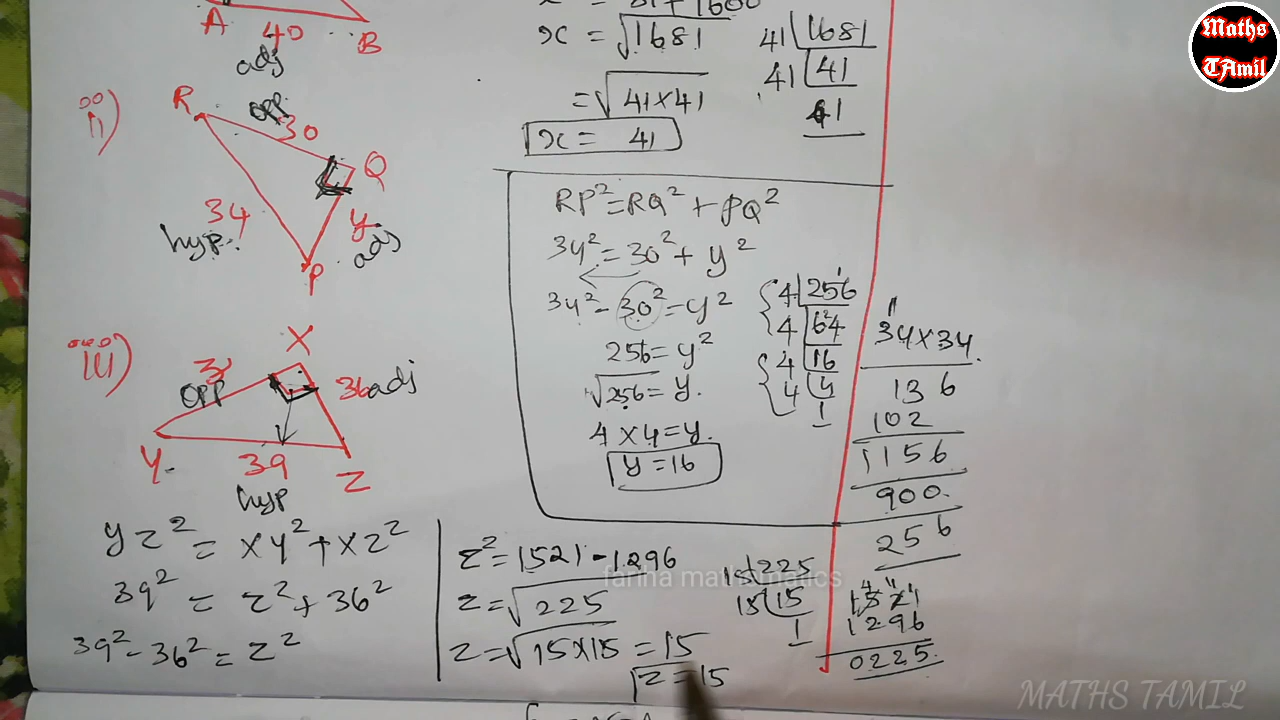 Maths
TAmil
A 40 B
adj
x = √1681
= √41×41
x = 41
41 1681
41 41
41
ii)
R
opp
30
Q
34
hyp
y
adj
P
RP² = RQ² + PQ²
34² = 30² + y²
34² - 30² = y²
256 = y²
√256 = y.
4 × 4 = y.
y = 16
4 256
4 64
4 16
4 4
1
34×34
136
102
1156
900
256
iii)
X
opp
36 adj
Y
39
Z
hyp
YZ² = XY² + XZ²
39² = z² + 36²
39² - 36² = z²
z² = 1521 - 1296
z = √225
z = √15×15 = 15
z = 15
15 225
15 15
1
1521
1296
0225
farina mathematics
MATHS TAMIL